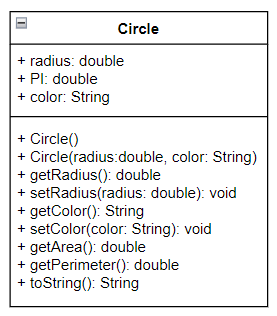 Circle
+ radius: double
+ PI: double
+ color: String
+ Circle()
+ Circle(radius:double, color: String)
+ getRadius(): double
+ setRadius(radius: double): void
+ getColor(): String
+ setColor(color: String): void
+ getArea(): double
+ getPerimeter(): double
+ toString(): String